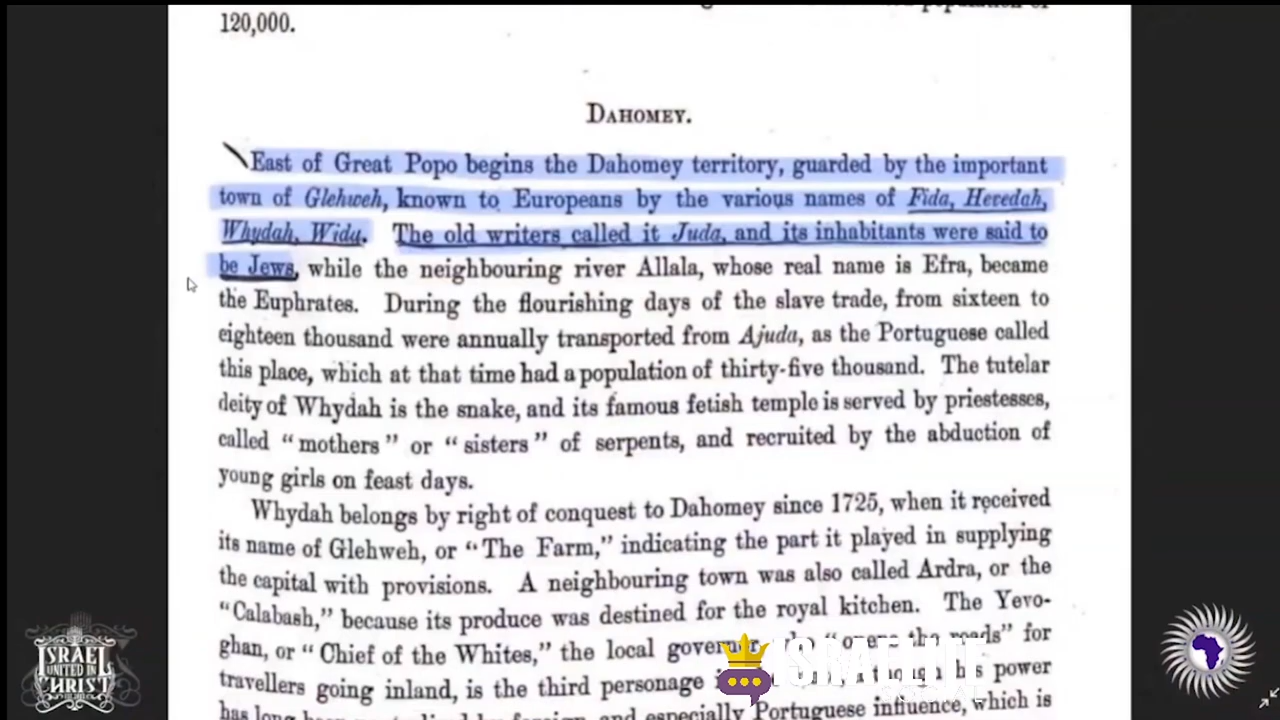 120,000.
DAHOMEY.
East of Great Popo begins the Dahomey territory, guarded by the important
town of Glehweh, known to Europeans by the various names of Fida, Hevedah,
Whydah, Wida. The old writers called it Juda, and its inhabitants were said to
be Jews, while the neighbouring river Allala, whose real name is Efra, became
the Euphrates. During the flourishing days of the slave trade, from sixteen to
eighteen thousand were annually transported from Ajuda, as the Portuguese called
this place, which at that time had a population of thirty-five thousand. The tutelar
deity of Whydah is the snake, and its famous fetish temple is served by priestesses,
called “mothers” or “sisters” of serpents, and recruited by the abduction of
young girls on feast days.
Whydah belongs by right of conquest to Dahomey since 1725, when it received
its name of Glehweh, or “The Farm,” indicating the part it played in supplying
the capital with provisions. A neighbouring town was also called Ardra, or the
“Calabash,” because its produce was destined for the royal kitchen. The Yevo-
ghan, or “Chief of the Whites,” the local governor, who “opens the roads” for
travellers going inland, is the third personage his power
has long been and especially Portuguese influence, which is
ISRAEL
UNITED IN
CHRIST